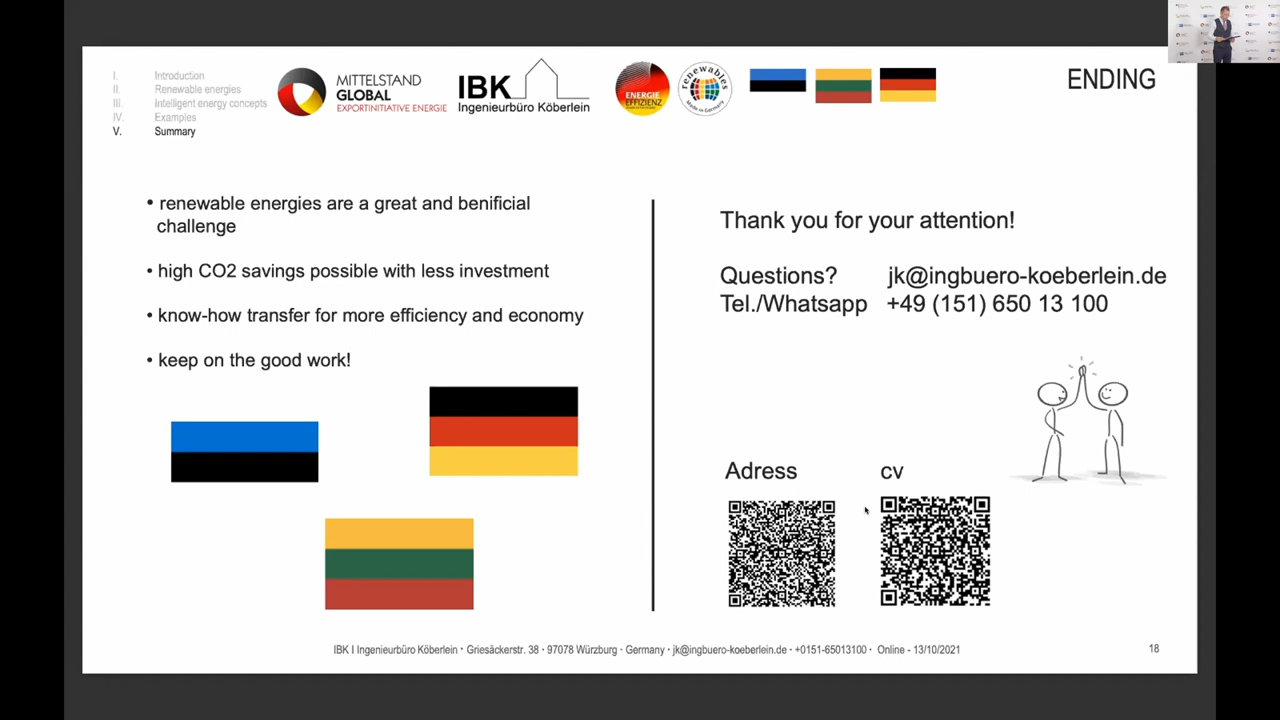 I. Introduction
II. Renewable energies
III. Intelligent energy concepts
IV. Examples
V. Summary
MITTELSTAND
GLOBAL
EXPORTINITIATIVE ENERGIE
IBK
Ingenieurbüro Köberlein
ENERGIE
EFFIZIENZ
renewables
Made in Germany
ENDING
• renewable energies are a great and benificial
challenge
• high CO2 savings possible with less investment
• know-how transfer for more efficiency and economy
• keep on the good work!
Thank you for your attention!
Questions? jk@ingbuero-koeberlein.de
Tel./Whatsapp +49 (151) 650 13 100
Adress cv
IBK I Ingenieurbüro Köberlein · Griesäckerstr. 38 · 97078 Würzburg · Germany · jk@ingbuero-koeberlein.de · +0151-65013100 · Online - 13/10/2021
18